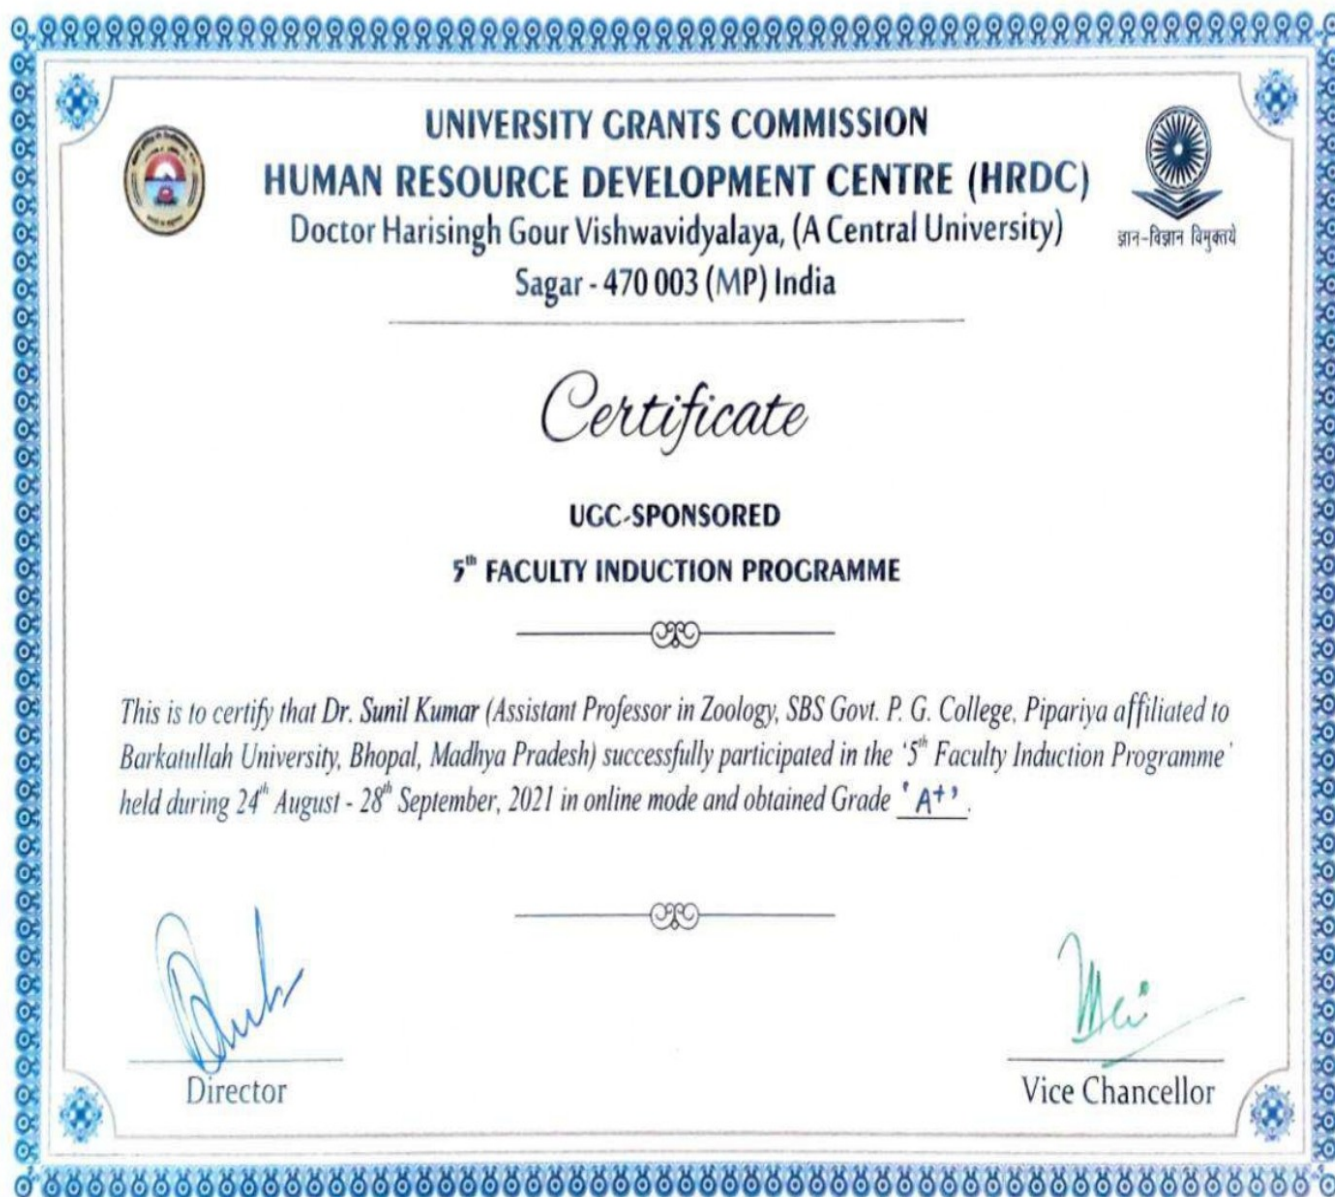 UNIVERSITY GRANTS COMMISSION
HUMAN RESOURCE DEVELOPMENT CENTRE (HRDC)
Doctor Harisingh Gour Vishwavidyalaya, (A Central University)
Sagar - 470 003 (MP) India
ज्ञान-विज्ञान विमुक्तये
Certificate
UGC-SPONSORED
5th FACULTY INDUCTION PROGRAMME
This is to certify that Dr. Sunil Kumar (Assistant Professor in Zoology, SBS Govt. P. G. College, Pipariya affiliated to
Barkatullah University, Bhopal, Madhya Pradesh) successfully participated in the '5th Faculty Induction Programme'
held during 24th August - 28th September, 2021 in online mode and obtained Grade 'A+'.
Director
Vice Chancellor